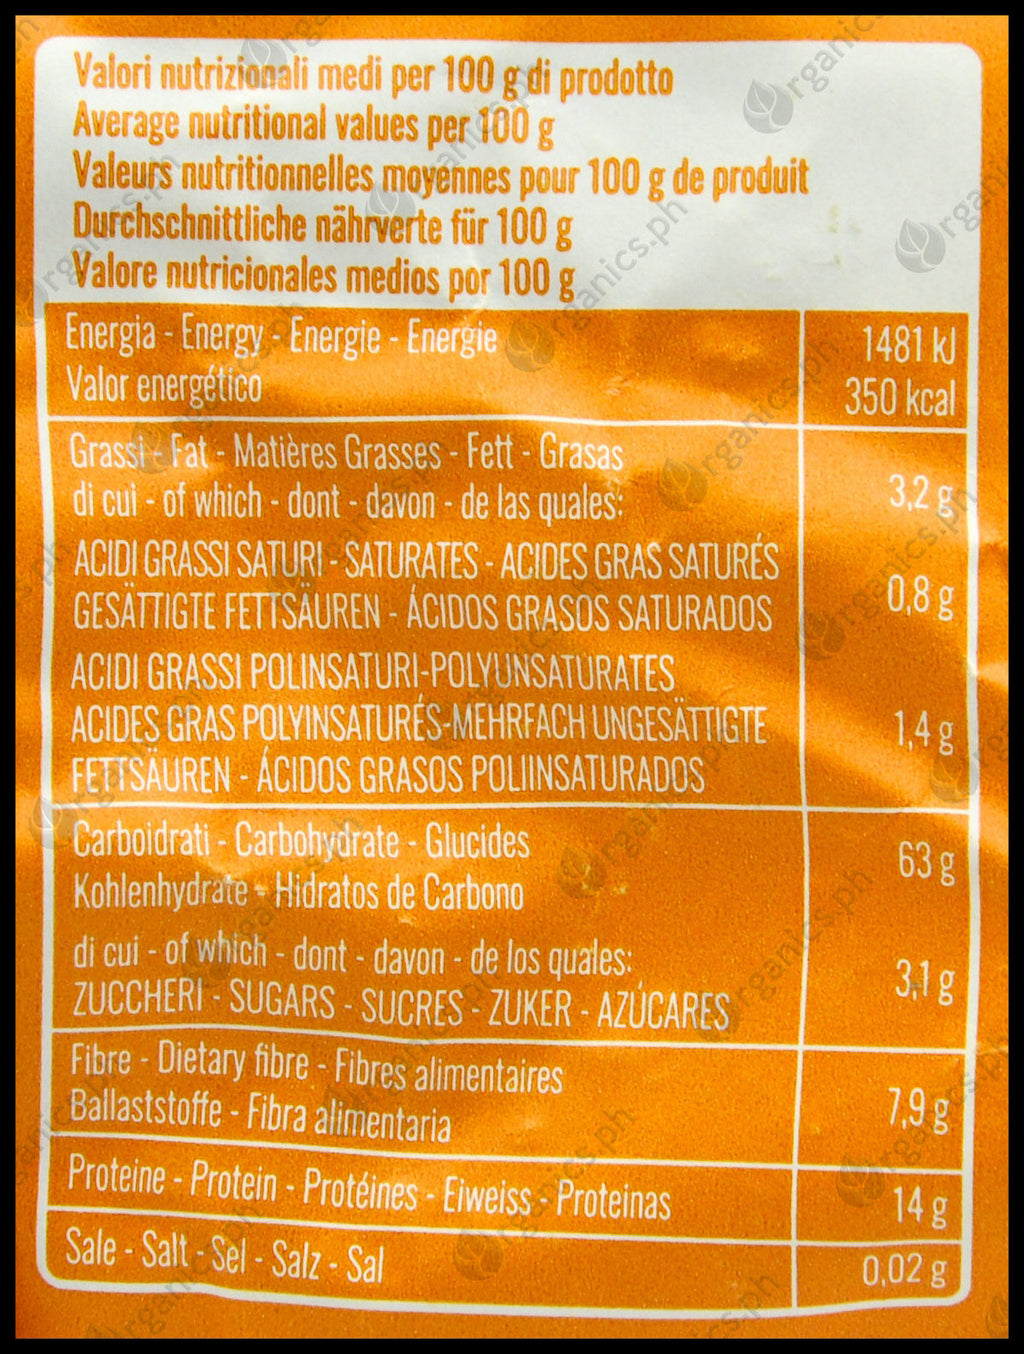 Valori nutrizionali medi per 100 g di prodotto
Average nutritional values per 100 g
Valeurs nutritionnelles moyennes pour 100 g de produit
Durchschnittliche nährverte für 100 g
Valore nutricionales medios por 100 g
Energia - Energy - Energie - Energie 1481 kJ
Valor energético 350 kcal
Grassi - Fat - Matières Grasses - Fett - Grasas
di cui - of which - dont - davon - de las quales: 3,2 g
ACIDI GRASSI SATURI - SATURATES - ACIDES GRAS SATURÉS
GESÄTTIGTE FETTSÄUREN - ÁCIDOS GRASOS SATURADOS 0,8 g
ACIDI GRASSI POLINSATURI-POLYUNSATURATES
ACIDES GRAS POLYINSATURÉS-MEHRFACH UNGESÄTTIGTE 1,4 g
FETTSÄUREN - ÁCIDOS GRASOS POLIINSATURADOS
Carboidrati - Carbohydrate - Glucides 63 g
Kohlenhydrate - Hidratos de Carbono
di cui - of which - dont - davon - de los quales: 3,1 g
ZUCCHERI - SUGARS - SUCRES - ZUKER - AZÚCARES
Fibre - Dietary fibre - Fibres alimentaires 7,9 g
Ballaststoffe - Fibra alimentaria
Proteine - Protein - Protéines - Eiweiss - Proteinas 14 g
Sale - Salt - Sel - Salz - Sal 0,02 g
Organics.ph